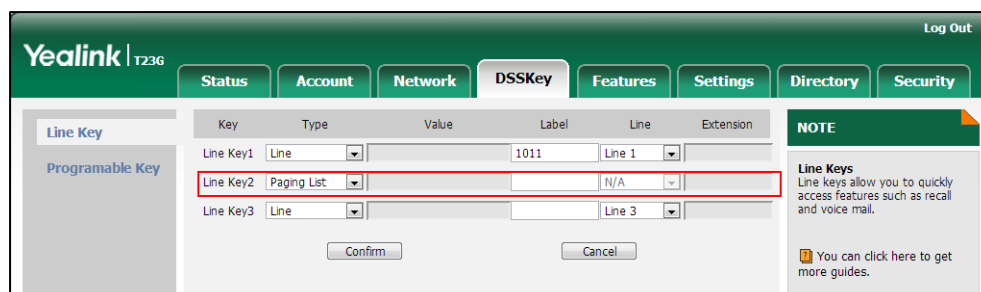 Log Out
Yealink T23G
Status Account Network DSSKey Features Settings Directory Security
Line Key
Programable Key
Key Type Value Label Line Extension
Line Key1 Line 1011 Line 1
Line Key2 Paging List N/A
Line Key3 Line Line 3
Confirm Cancel
NOTE
Line Keys
Line keys allow you to quickly
access features such as recall
and voice mail.
You can click here to get
more guides.